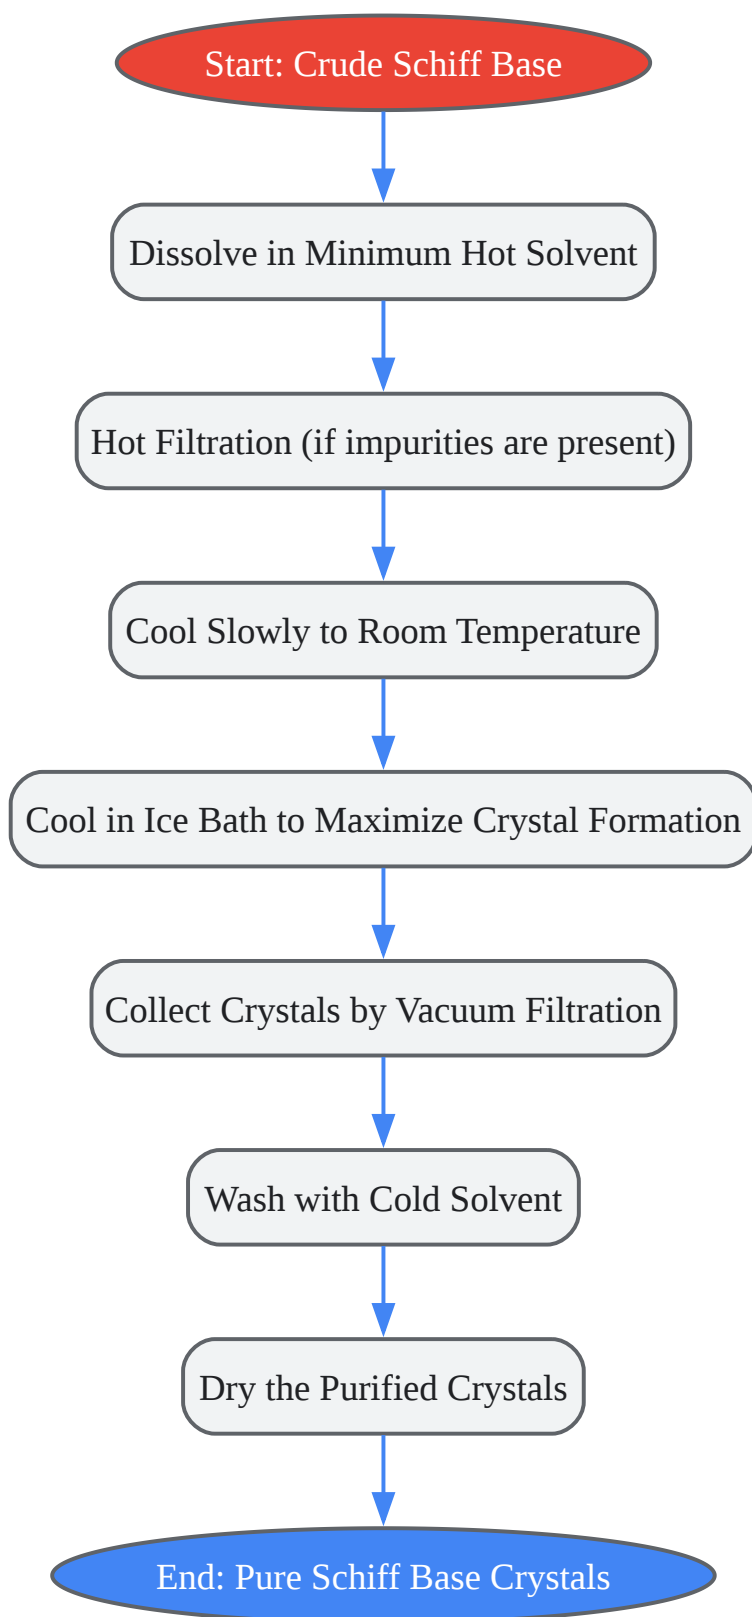 Start: Crude Schiff Base
Dissolve in Minimum Hot Solvent
Hot Filtration (if impurities are present)
Cool Slowly to Room Temperature
Cool in Ice Bath to Maximize Crystal Formation
Collect Crystals by Vacuum Filtration
Wash with Cold Solvent
Dry the Purified Crystals
End: Pure Schiff Base Crystals